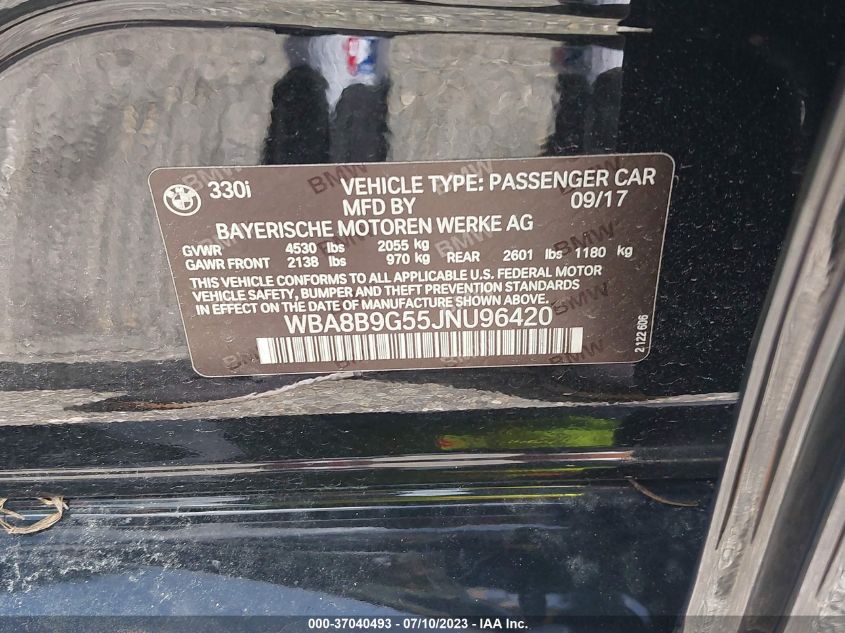 330i VEHICLE TYPE: PASSENGER CAR
MFD BY 09/17
BAYERISCHE MOTOREN WERKE AG
GVWR 4530 lbs 2055 kg
GAWR FRONT 2138 lbs 970 kg REAR 2601 lbs 1180 kg
THIS VEHICLE CONFORMS TO ALL APPLICABLE U.S. FEDERAL MOTOR
VEHICLE SAFETY, BUMPER AND THEFT PREVENTION STANDARDS
IN EFFECT ON THE DATE OF MANUFACTURE SHOWN ABOVE.
WBA8B9G55JNU96420
2 122 606
000-37040493 - 07/10/2023 - IAA Inc.